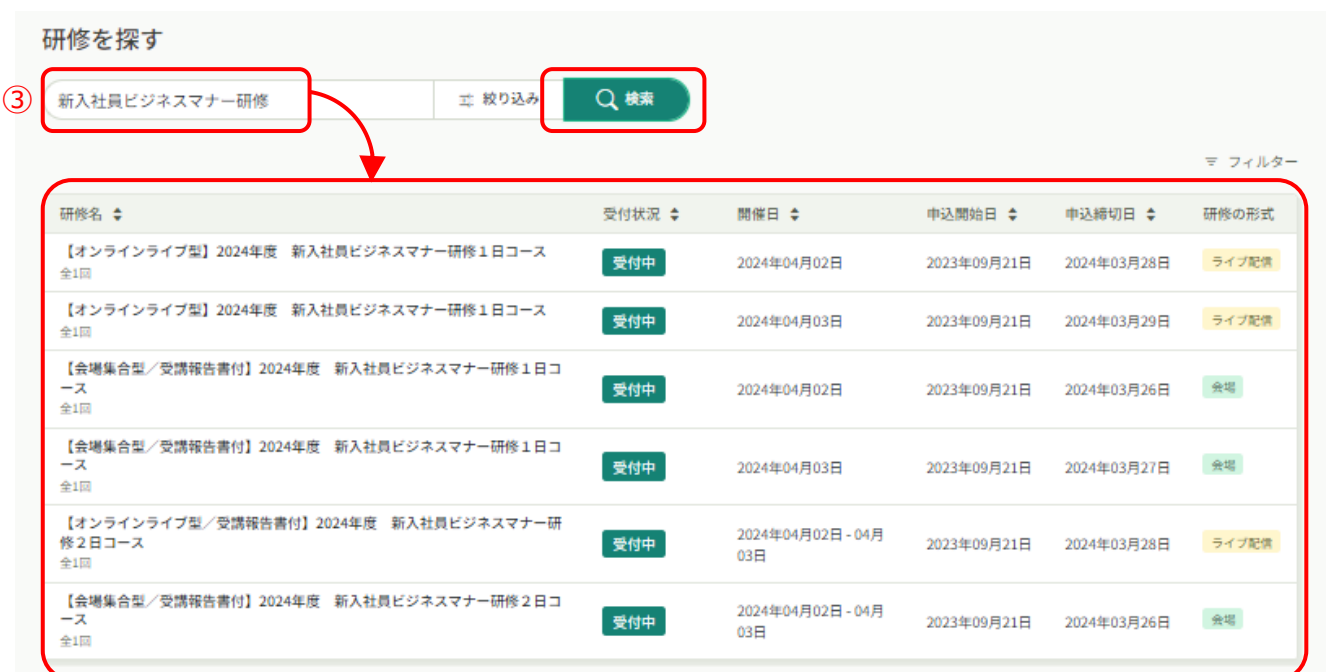 研修を探す
③ 新入社員ビジネスマナー研修 絞り込み 検索
フィルター
研修名 受付状況 開催日 申込開始日 申込締切日 研修の形式
【オンラインライブ型】2024年度　新入社員ビジネスマナー研修１日コース
全1回
受付中 2024年04月02日 2023年09月21日 2024年03月28日 ライブ配信
【オンラインライブ型】2024年度　新入社員ビジネスマナー研修１日コース
全1回
受付中 2024年04月03日 2023年09月21日 2024年03月29日 ライブ配信
【会場集合型／受講報告書付】2024年度　新入社員ビジネスマナー研修１日コ
ース
全1回
受付中 2024年04月02日 2023年09月21日 2024年03月26日 会場
【会場集合型／受講報告書付】2024年度　新入社員ビジネスマナー研修１日コ
ース
全1回
受付中 2024年04月03日 2023年09月21日 2024年03月27日 会場
【オンラインライブ型／受講報告書付】2024年度　新入社員ビジネスマナー研
修２日コース
全1回
受付中 2024年04月02日 - 04月
03日
2023年09月21日 2024年03月28日 ライブ配信
【会場集合型／受講報告書付】2024年度　新入社員ビジネスマナー研修２日コ
ース
全1回
受付中 2024年04月02日 - 04月
03日
2023年09月21日 2024年03月26日 会場